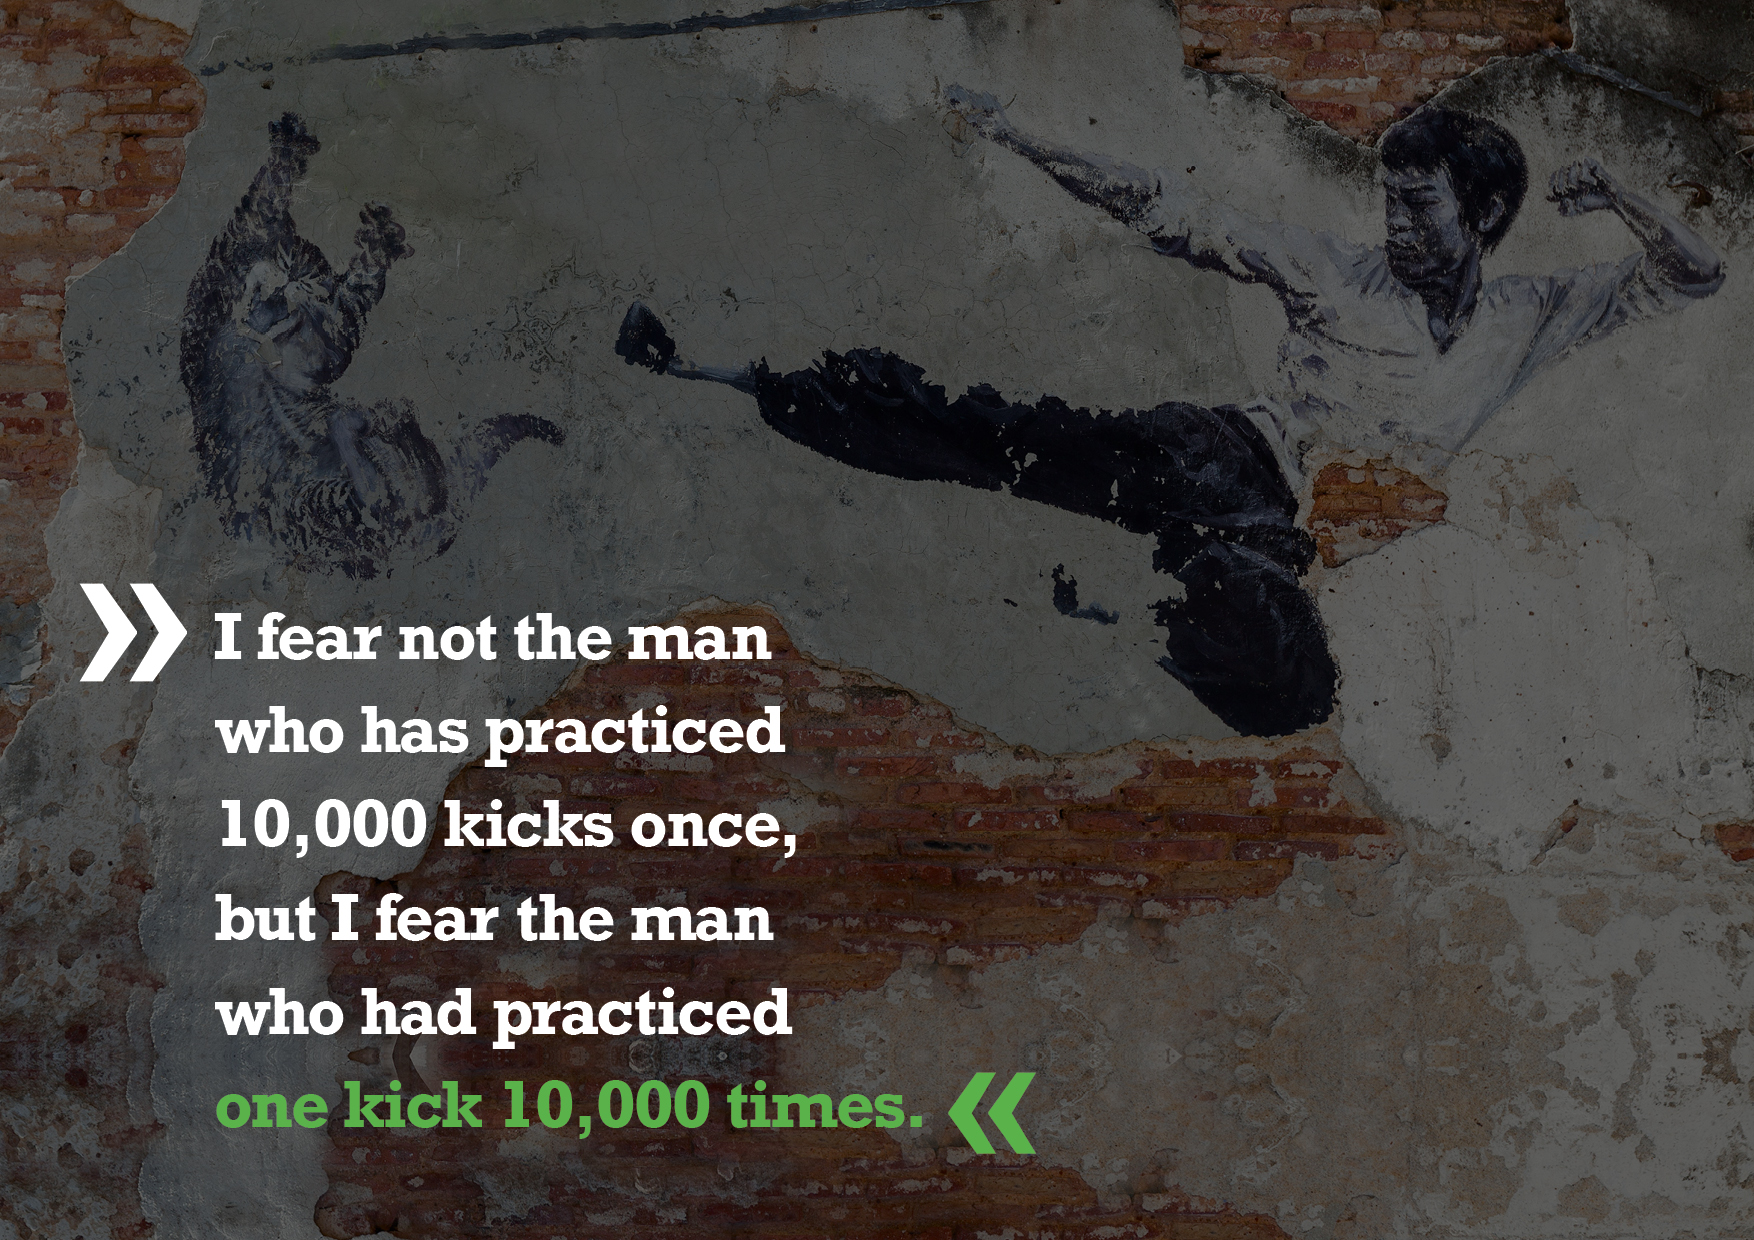 » I fear not the man
who has practiced
10,000 kicks once,
but I fear the man
who had practiced
one kick 10,000 times. «